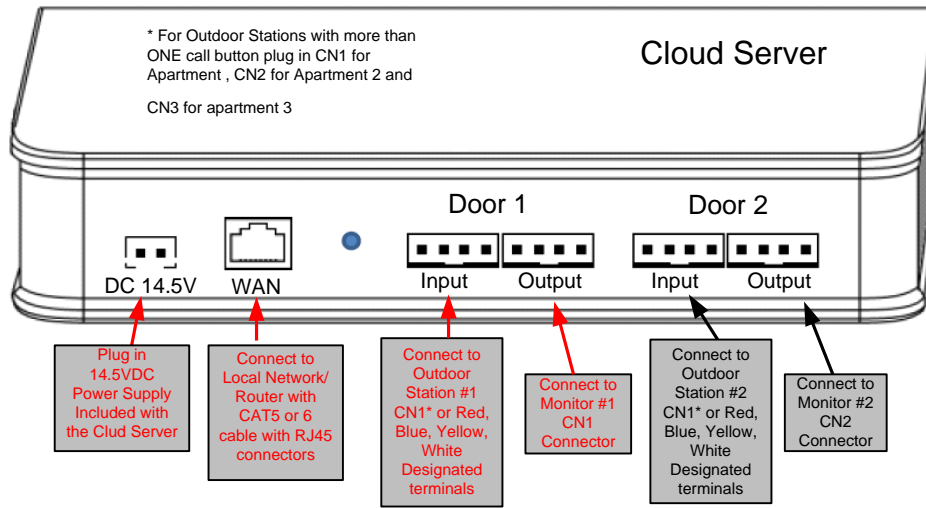 * For Outdoor Stations with more than
ONE call button plug in CN1 for
Apartment , CN2 for Apartment 2 and
CN3 for apartment 3
Cloud Server
Door 1
Door 2
DC 14.5V
WAN
Input
Output
Input
Output
Plug in
14.5VDC
Power Supply
Included with
the Clud Server
Connect to
Local Network/
Router with
CAT5 or 6
cable with RJ45
connectors
Connect to
Outdoor
Station #1
CN1* or Red,
Blue, Yellow,
White
Designated
terminals
Connect to
Monitor #1
CN1
Connector
Connect to
Outdoor
Station #2
CN1* or Red,
Blue, Yellow,
White
Designated
terminals
Connect to
Monitor #2
CN2
Connector